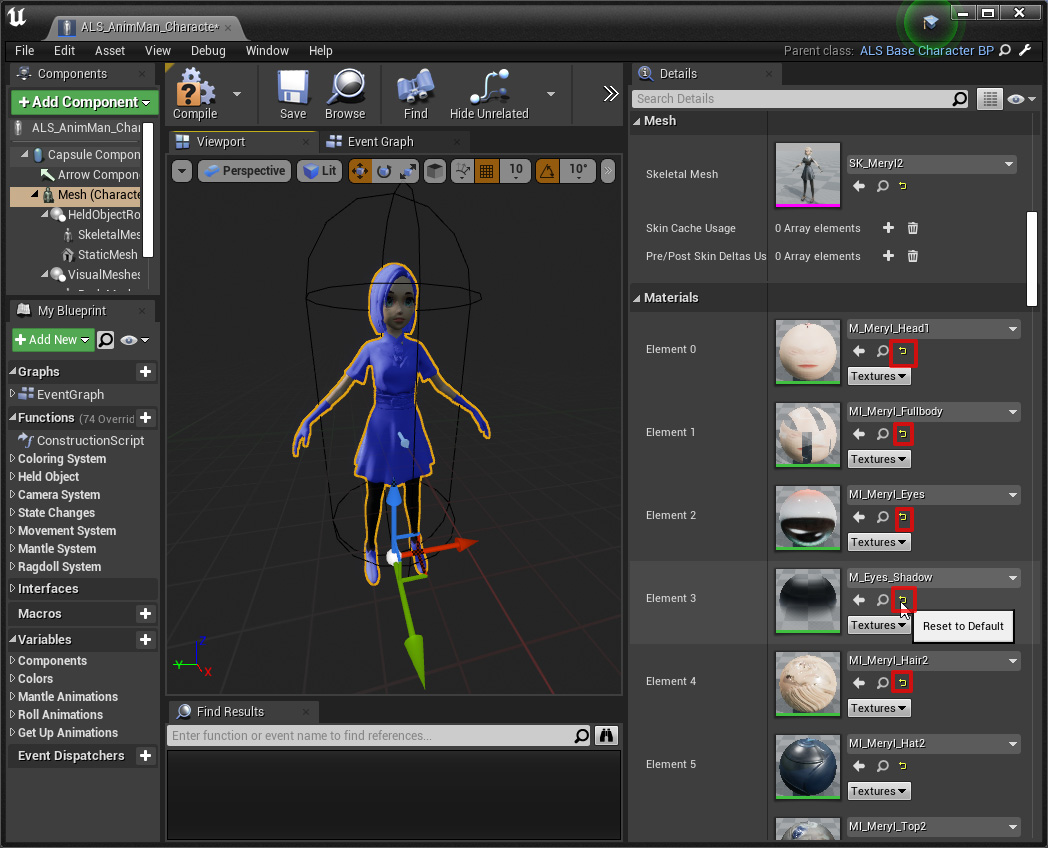 ALS_AnimMan_Characte*
File Edit Asset View Debug Window Help
Parent class: ALS Base Character BP
Components
+Add Component
ALS_AnimMan_Char
Capsule Compon
Arrow Compon
Mesh (Characte
HeldObjectRo
SkeletalMes
StaticMesh
VisualMeshes
Compile
Save
Browse
Find
Hide Unrelated
Viewport
Event Graph
Perspective
Lit
10
10°
My Blueprint
+Add New
Graphs
EventGraph
Functions (74 Overrid
ConstructionScript
Coloring System
Held Object
Camera System
State Changes
Movement System
Mantle System
Ragdoll System
Interfaces
Macros
Variables
Components
Colors
Mantle Animations
Roll Animations
Get Up Animations
Event Dispatchers
Z
Y
X
Find Results
Enter function or event name to find references...
Details
Search Details
Mesh
Skeletal Mesh
SK_Meryl2
Skin Cache Usage
0 Array elements
Pre/Post Skin Deltas Us
0 Array elements
Materials
Element 0
M_Meryl_Head1
Textures
Element 1
MI_Meryl_Fullbody
Textures
Element 2
MI_Meryl_Eyes
Textures
Element 3
M_Eyes_Shadow
Textures
Reset to Default
Element 4
MI_Meryl_Hair2
Textures
Element 5
MI_Meryl_Hat2
Textures
MI_Meryl_Top2